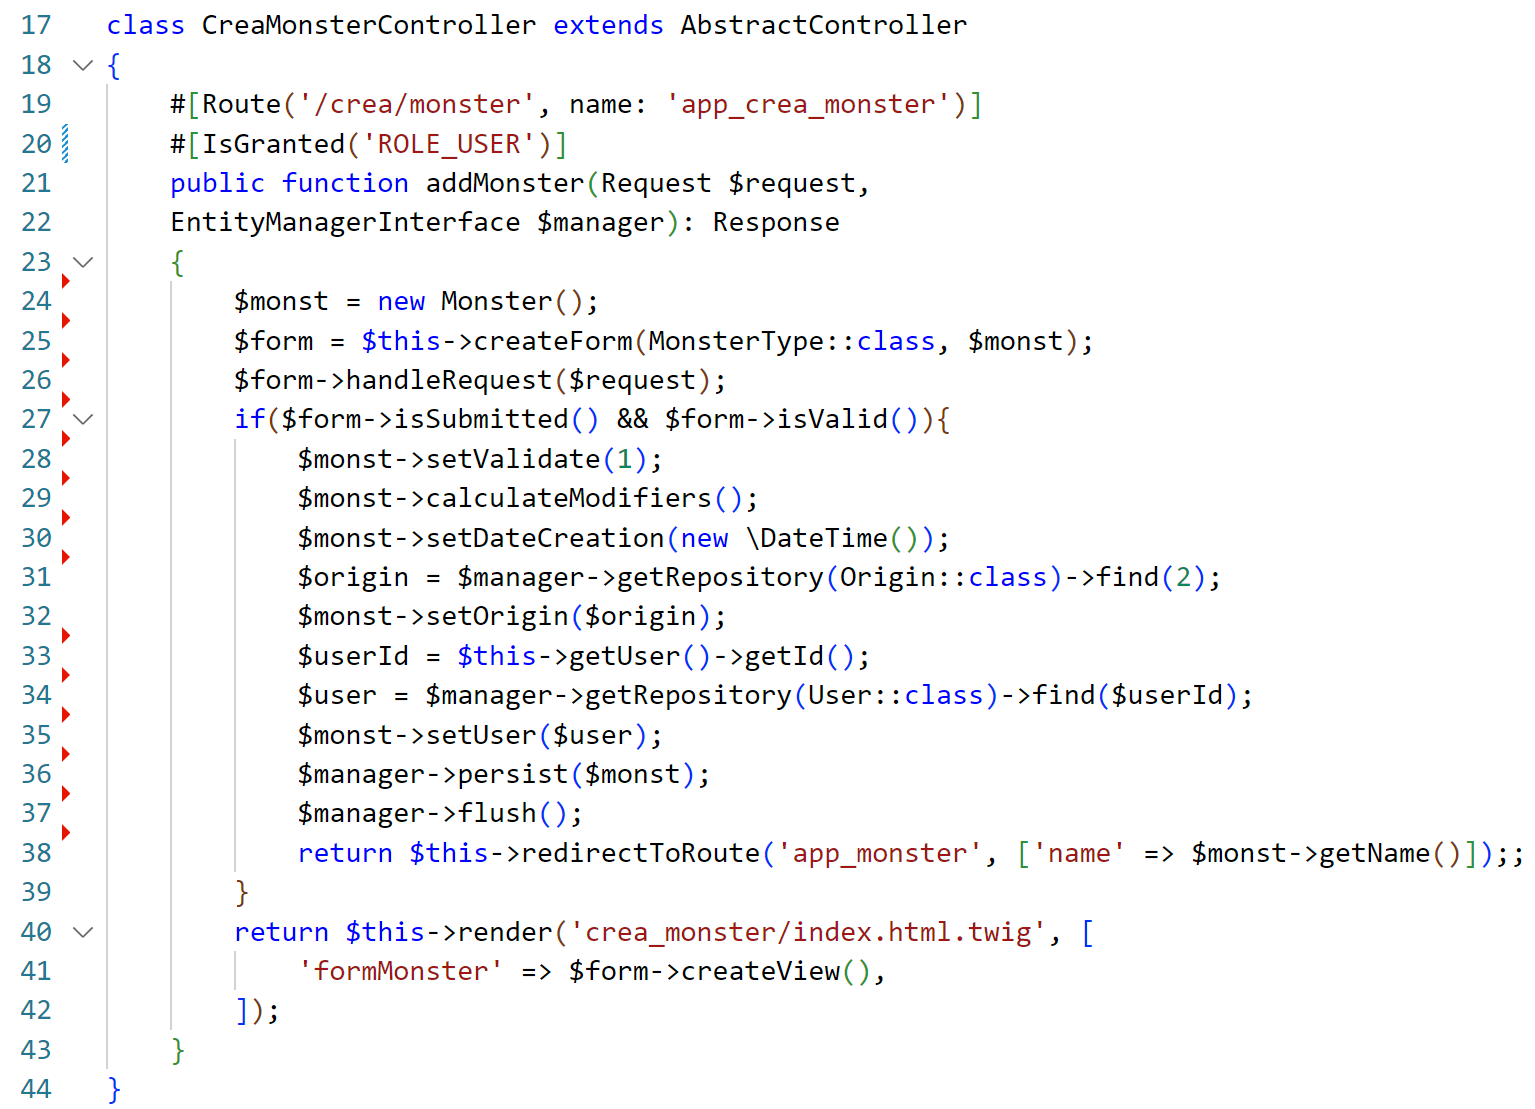 17 class CreaMonsterController extends AbstractController
18 {
19     #[Route('/crea/monster', name: 'app_crea_monster')]
20     #[IsGranted('ROLE_USER')]
21     public function addMonster(Request $request,
22     EntityManagerInterface $manager): Response
23     {
24         $monst = new Monster();
25         $form = $this->createForm(MonsterType::class, $monst);
26         $form->handleRequest($request);
27         if($form->isSubmitted() && $form->isValid()){
28             $monst->setValidate(1);
29             $monst->calculateModifiers();
30             $monst->setDateCreation(new \DateTime());
31             $origin = $manager->getRepository(Origin::class)->find(2);
32             $monst->setOrigin($origin);
33             $userId = $this->getUser()->getId();
34             $user = $manager->getRepository(User::class)->find($userId);
35             $monst->setUser($user);
36             $manager->persist($monst);
37             $manager->flush();
38             return $this->redirectToRoute('app_monster', ['name' => $monst->getName()]);;
39         }
40         return $this->render('crea_monster/index.html.twig', [
41             'formMonster' => $form->createView(),
42         ]);
43     }
44 }